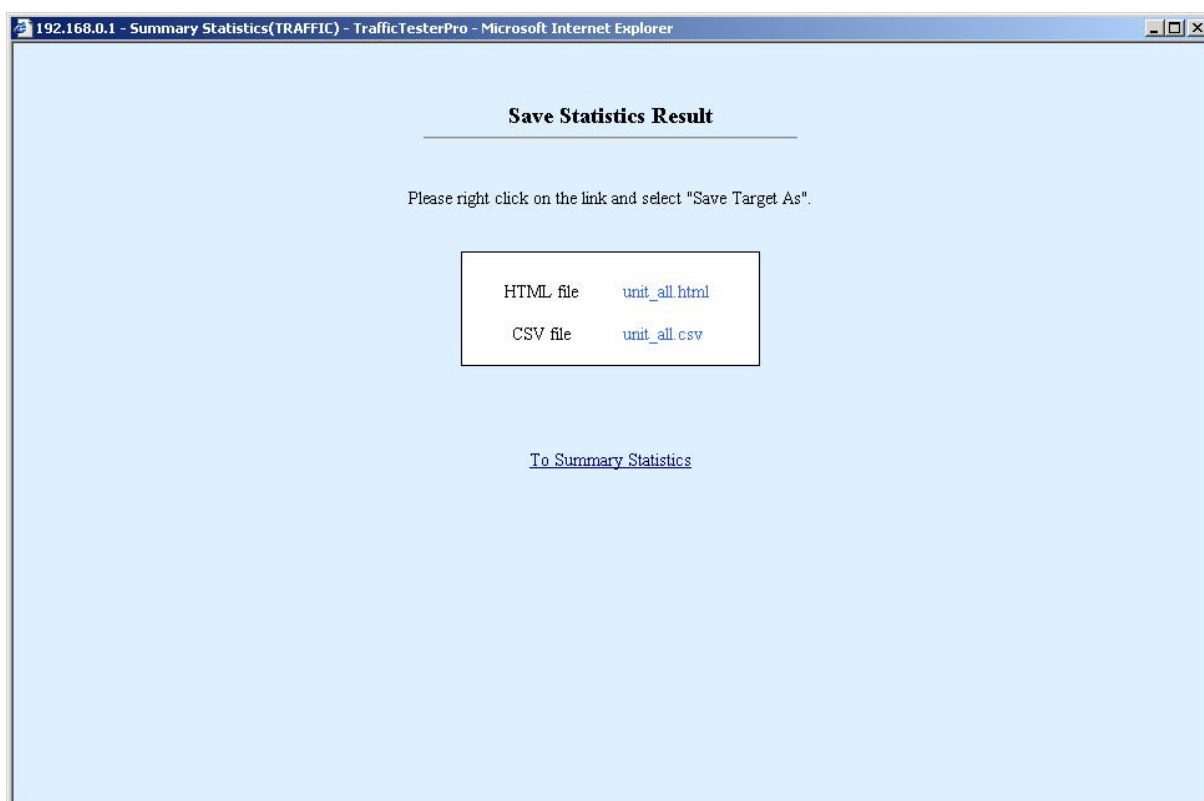 192.168.0.1 - Summary Statistics(TRAFFIC) - TrafficTesterPro - Microsoft Internet Explorer
Save Statistics Result
Please right click on the link and select "Save Target As".
HTML file unit_all.html
CSV file unit_all.csv
To Summary Statistics